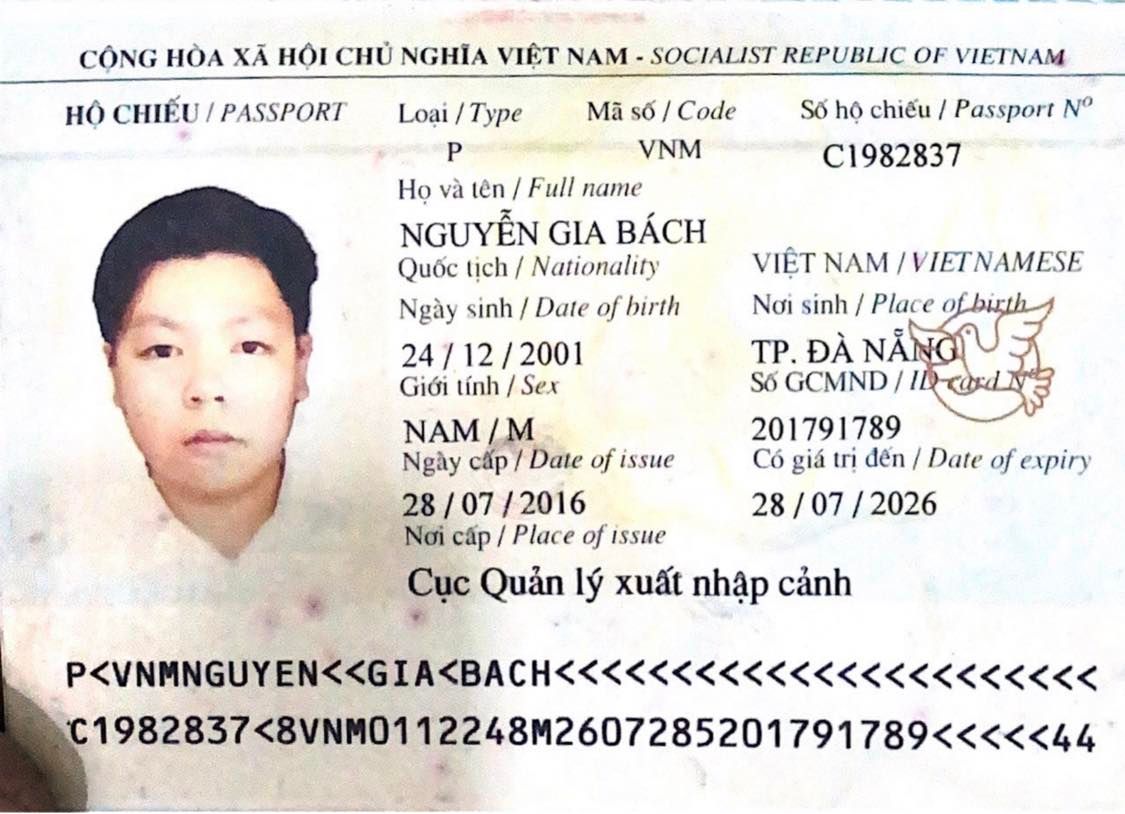 CỘNG HÒA XÃ HỘI CHỦ NGHĨA VIỆT NAM - SOCIALIST REPUBLIC OF VIETNAM
HỘ CHIẾU / PASSPORT Loại / Type Mã số / Code Số hộ chiếu / Passport Nº
P VNM C1982837
Họ và tên / Full name
NGUYỄN GIA BÁCH
Quốc tịch / Nationality VIỆT NAM / VIETNAMESE
Ngày sinh / Date of birth Nơi sinh / Place of birth
24 / 12 / 2001 TP. ĐÀ NẴNG
Giới tính / Sex Số GCMND / ID card Nº
NAM / M 201791789
Ngày cấp / Date of issue Có giá trị đến / Date of expiry
28 / 07 / 2016 28 / 07 / 2026
Nơi cấp / Place of issue
Cục Quản lý xuất nhập cảnh
P<VNMNGUYEN<<GIA<BACH<<<<<<<<<<<<<<<<<<<<<<<
C1982837<8VNM0112248M2607285201791789<<<<<44